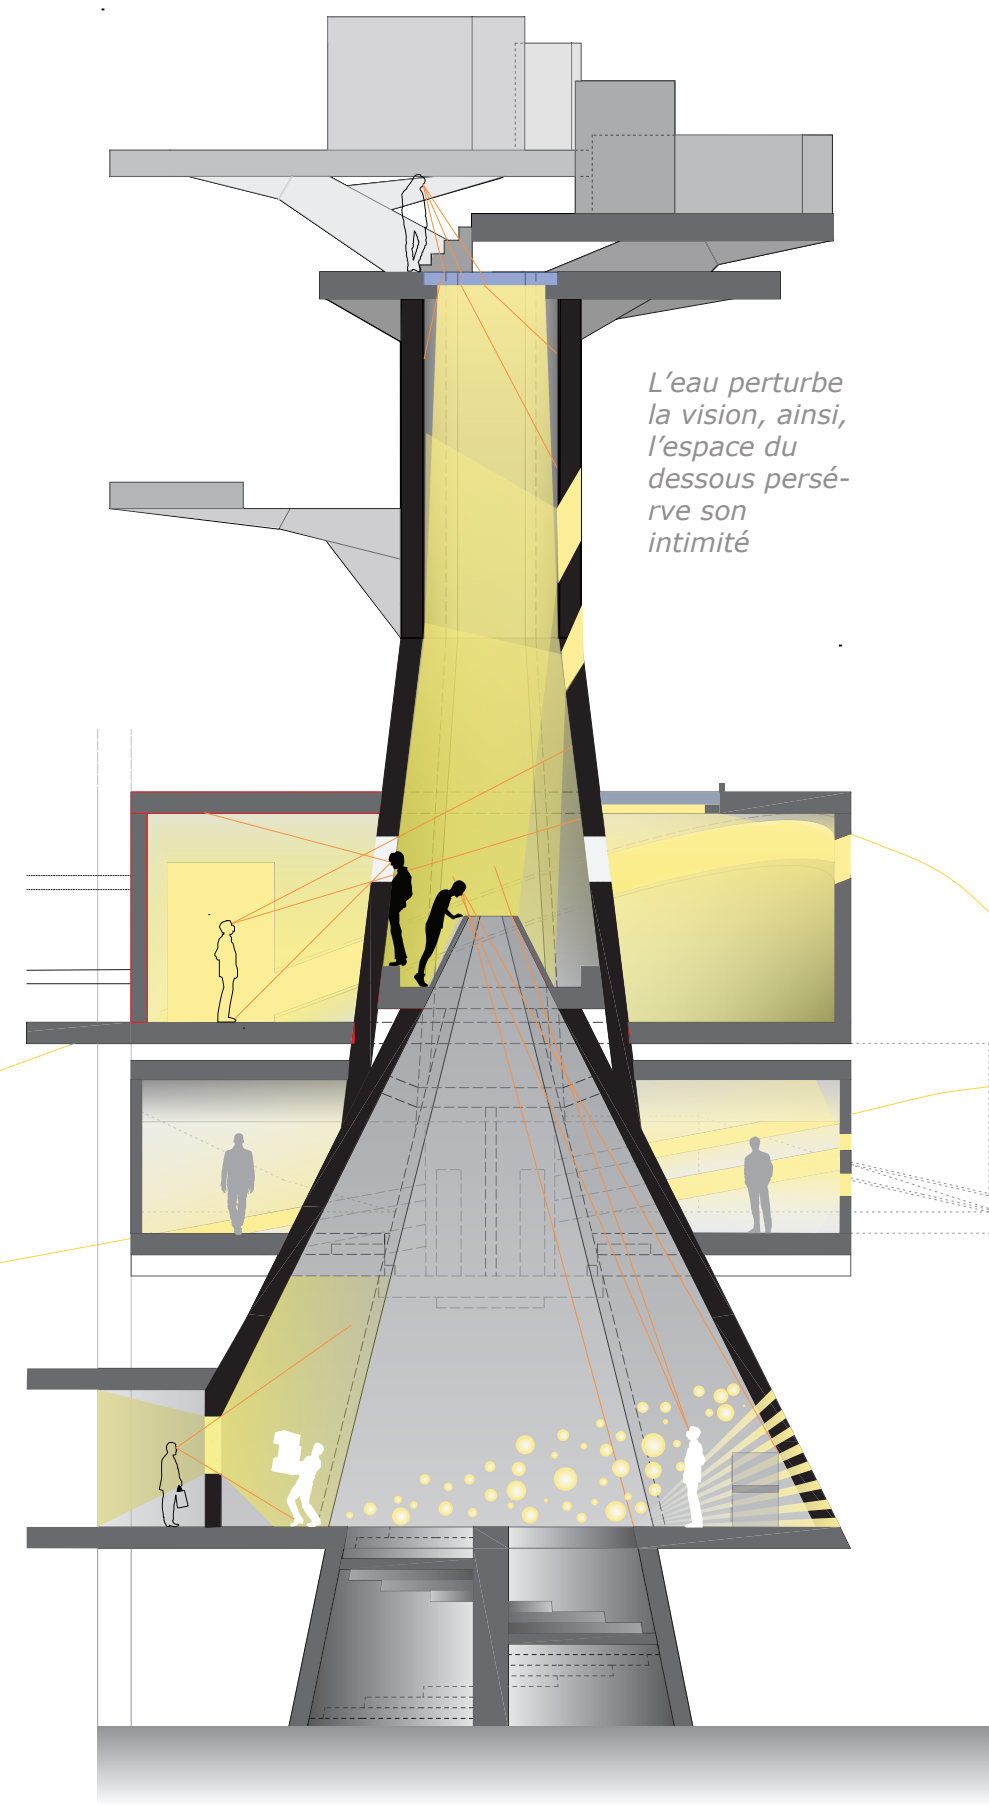 L’eau perturbe
la vision, ainsi,
l’espace du
dessous persé-
rve son
intimité